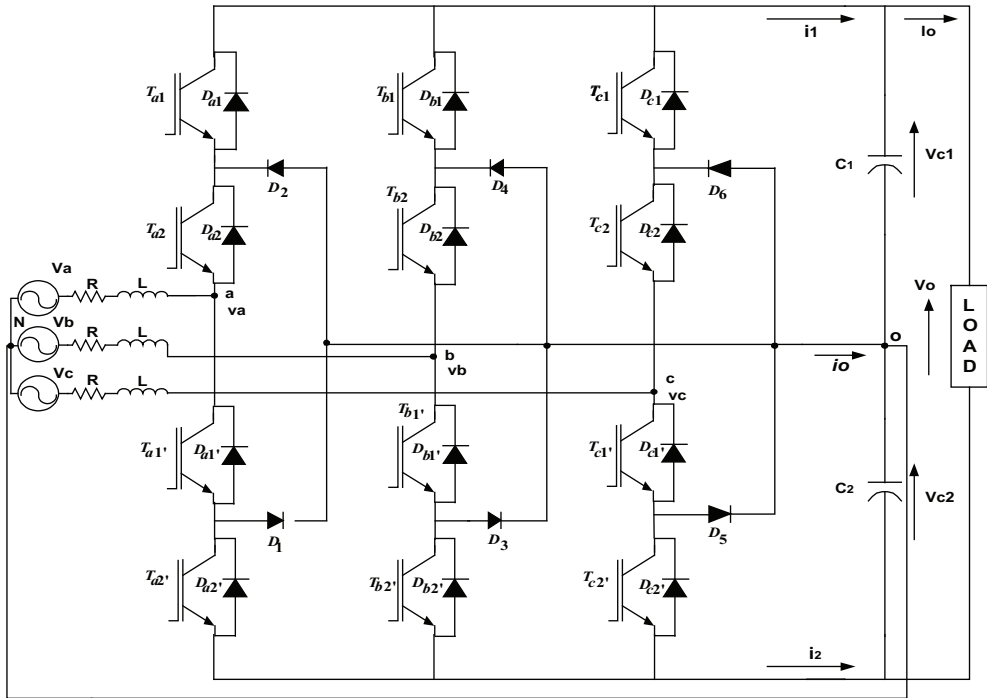 i1
Io
Ta1
Da1
Tb1
Db1
Tc1
Dc1
D2
D4
D6
C1
Vc1
Ta2
Da2
Tb2
Db2
Tc2
Dc2
Va
R
L
a
va
N
Vb
R
L
b
vb
Vc
R
L
c
vc
o
io
Vo
LOAD
Ta1'
Da1'
Tb1'
Db1'
Tc1'
Dc1'
C2
Vc2
D1
D3
D5
Ta2'
Da2'
Tb2'
Db2'
Tc2'
Dc2'
i2